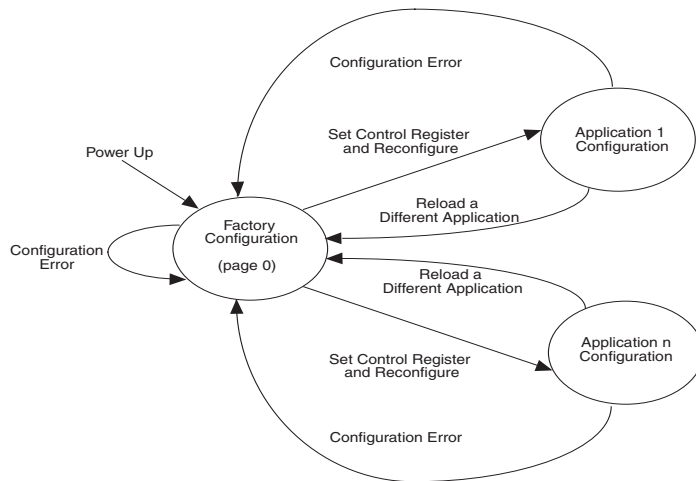 Configuration Error
Set Control Register
and Reconfigure
Application 1
Configuration
Power Up
Reload a
Different Application
Factory
Configuration
(page 0)
Configuration
Error
Reload a
Different Application
Set Control Register
and Reconfigure
Application n
Configuration
Configuration Error